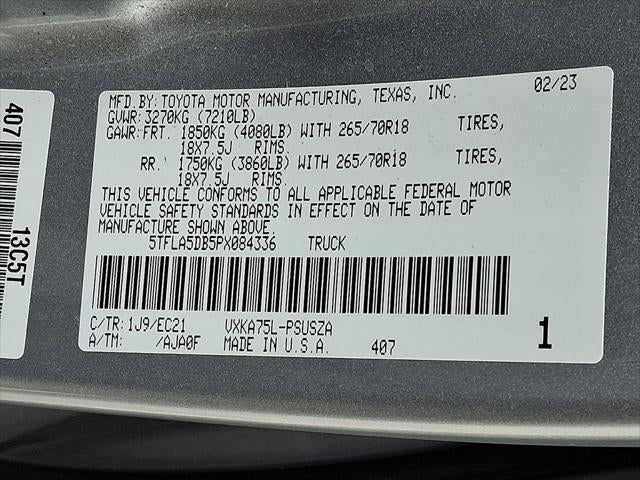 407
13C5T
MFD.BY:TOYOTA MOTOR MANUFACTURING, TEXAS, INC. 02/23
GVWR:3270KG (7210LB)
GAWR:FRT. 1850KG (4080LB) WITH 265/70R18 TIRES,
18X7.5J RIMS.
RR. 1750KG (3860LB) WITH 265/70R18 TIRES,
18X7.5J RIMS.
THIS VEHICLE CONFORMS TO ALL APPLICABLE FEDERAL MOTOR
VEHICLE SAFETY STANDARDS IN EFFECT ON THE DATE OF
MANUFACTURE SHOWN ABOVE.
5TFLA5DB5PX084336 TRUCK
C/TR:1J9/EC21 VXKA75L-PSUSZA
A/TM: /AJA0F MADE IN U.S.A. 407 1